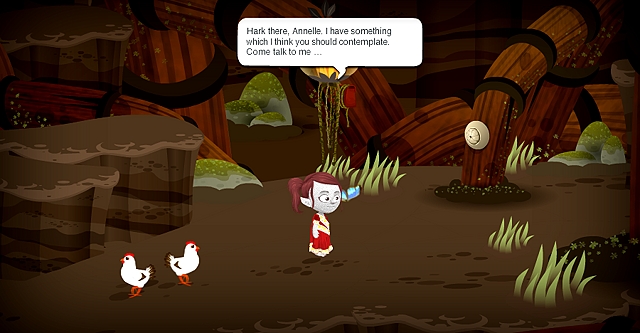 Hark there, Annelle. I have something
which I think you should contemplate.
Come talk to me ...